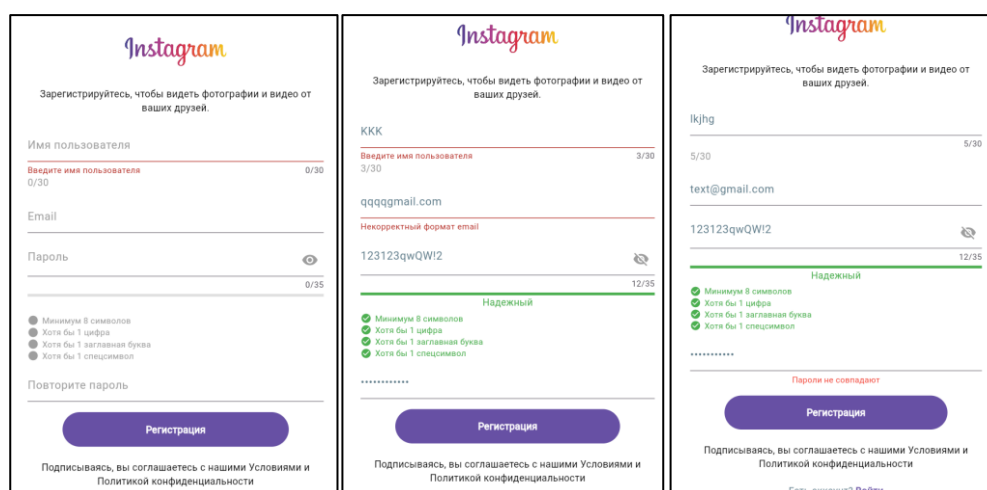 Instagram
Зарегистрируйтесь, чтобы видеть фотографии и видео от
ваших друзей.
Имя пользователя
Введите имя пользователя 0/30
0/30
Email
Пароль
0/35
Минимум 8 символов
Хотя бы 1 цифра
Хотя бы 1 заглавная буква
Хотя бы 1 спецсимвол
Повторите пароль
Регистрация
Подписываясь, вы соглашаетесь с нашими Условиями и
Политикой конфиденциальности
Instagram
Зарегистрируйтесь, чтобы видеть фотографии и видео от
ваших друзей.
KKK
Введите имя пользователя 3/30
3/30
qqqqgmail.com
Некорректный формат email
123123qwQW!2
12/35
Надежный
Минимум 8 символов
Хотя бы 1 цифра
Хотя бы 1 заглавная буква
Хотя бы 1 спецсимвол
••••••••••••
Регистрация
Подписываясь, вы соглашаетесь с нашими Условиями и
Политикой конфиденциальности
Instagram
Зарегистрируйтесь, чтобы видеть фотографии и видео от
ваших друзей.
lkjhg
5/30
5/30
text@gmail.com
123123qwQW!2
12/35
Надежный
Минимум 8 символов
Хотя бы 1 цифра
Хотя бы 1 заглавная буква
Хотя бы 1 спецсимвол
•••••••••••
Пароли не совпадают
Регистрация
Подписываясь, вы соглашаетесь с нашими Условиями и
Политикой конфиденциальности
Есть аккаунт? Войти